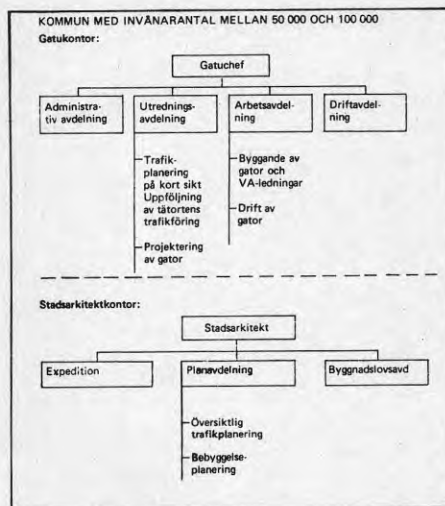 KOMMUN MED INVÅNARANTAL MELLAN 50 000 OCH 100 000
Gatukontor:
Gatuchef
Administra-
tiv avdelning
Utrednings-
avdelning
Arbetsavdel-
ning
Driftavdel-
ning
Trafik-
planering
på kort sikt
Uppföljning
av tätortens
trafikföring
Projektering
av gator
Byggande av
gator och
VA-ledningar
Drift av
gator
Stadsarkitektkontor:
Stadsarkitekt
Expedition
Planavdelning
Byggnadslovsavd
Översiktlig
trafikplanering
Bebyggelse-
planering